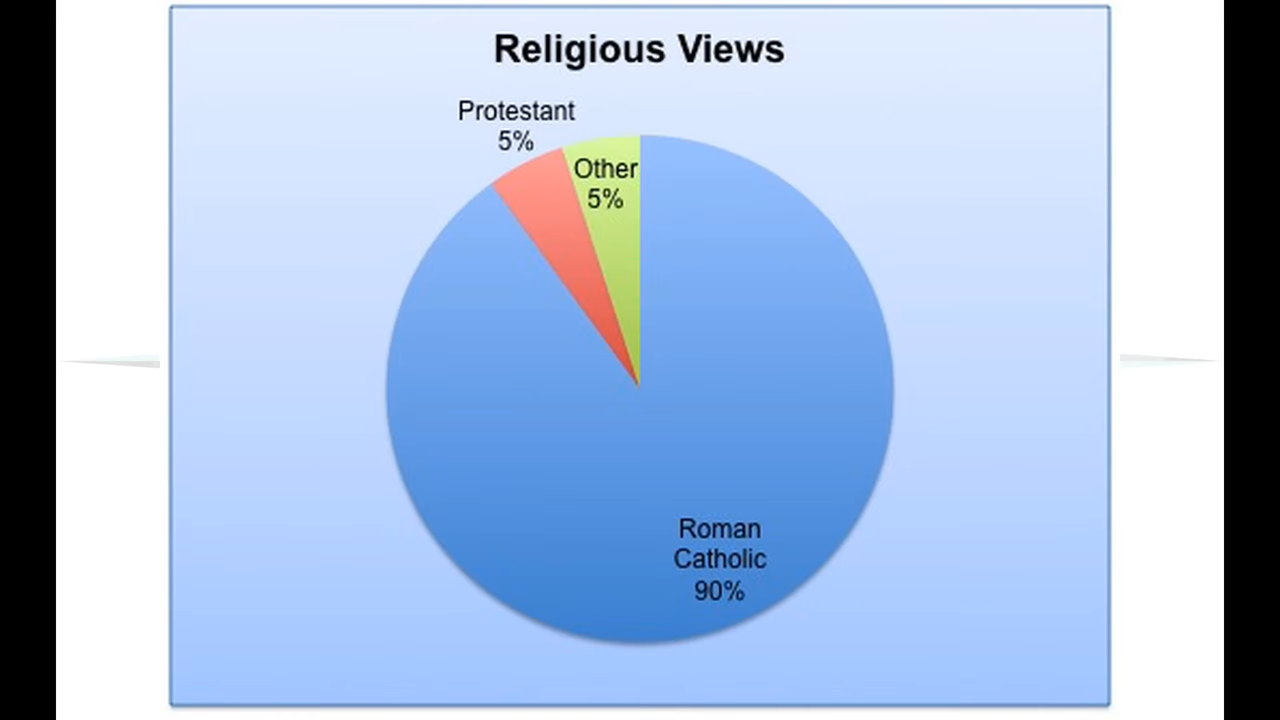 Religious Views
Protestant
5%
Other
5%
Roman
Catholic
90%